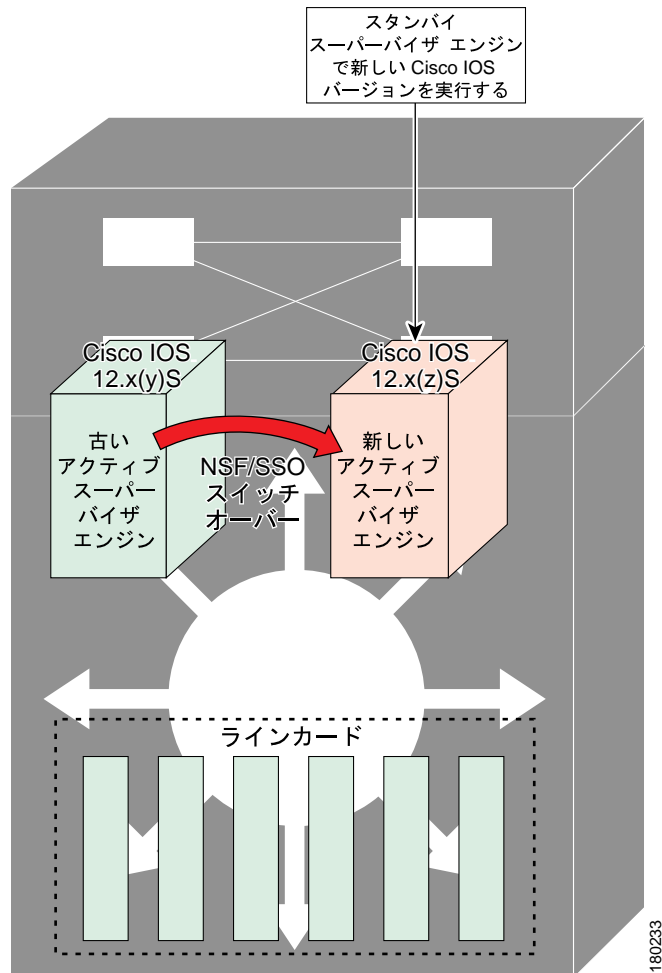 スタンバイ
スーパーバイザ エンジン
で新しい Cisco IOS
バージョンを実行する
Cisco IOS
12.x(y)S
Cisco IOS
12.x(z)S
古い
アクティブ
スーパー
バイザ
エンジン
NSF/SSO
スイッチ
オーバー
新しい
アクティブ
スーパー
バイザ
エンジン
ラインカード
180233